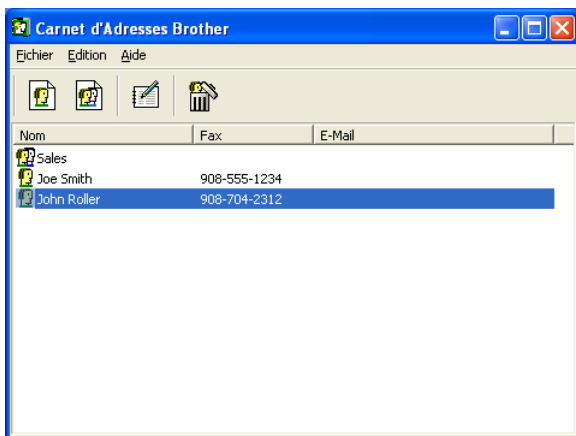 Carnet d'Adresses Brother
Fichier Edition Aide
Nom Fax E-Mail
Sales
Joe Smith 908-555-1234
John Roller 908-704-2312